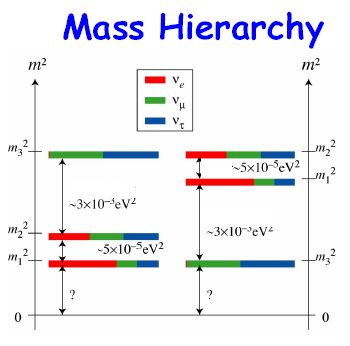 Mass Hierarchy
m² m²
νe
νμ
ντ
m₃² m₂²
~5×10⁻⁵eV²
m₁²
~3×10⁻³eV²
~3×10⁻³eV²
m₂²
~5×10⁻⁵eV²
m₁² m₃²
? ?
0 0